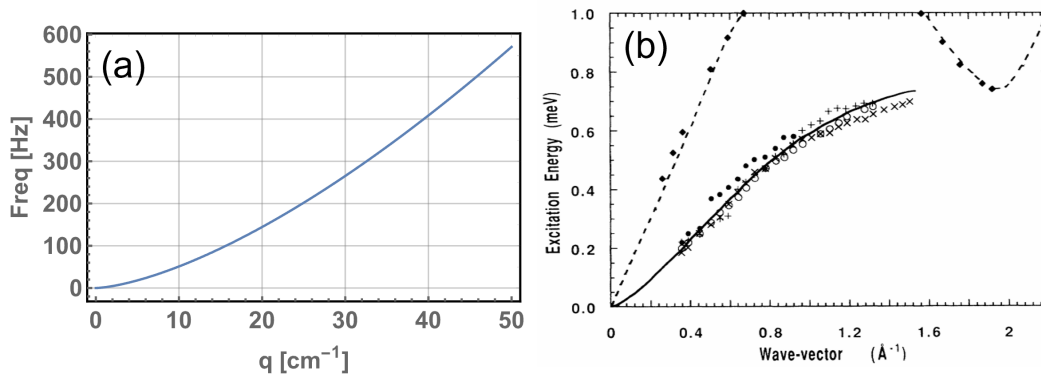 (a)
Freq [Hz]
600
500
400
300
200
100
0
0 10 20 30 40 50
q [cm⁻¹]
(b)
Excitation Energy (meV)
1.0
0.8
0.6
0.4
0.2
0.0
0 0.4 0.8 1.2 1.6 2
Wave-vector (Å⁻¹)